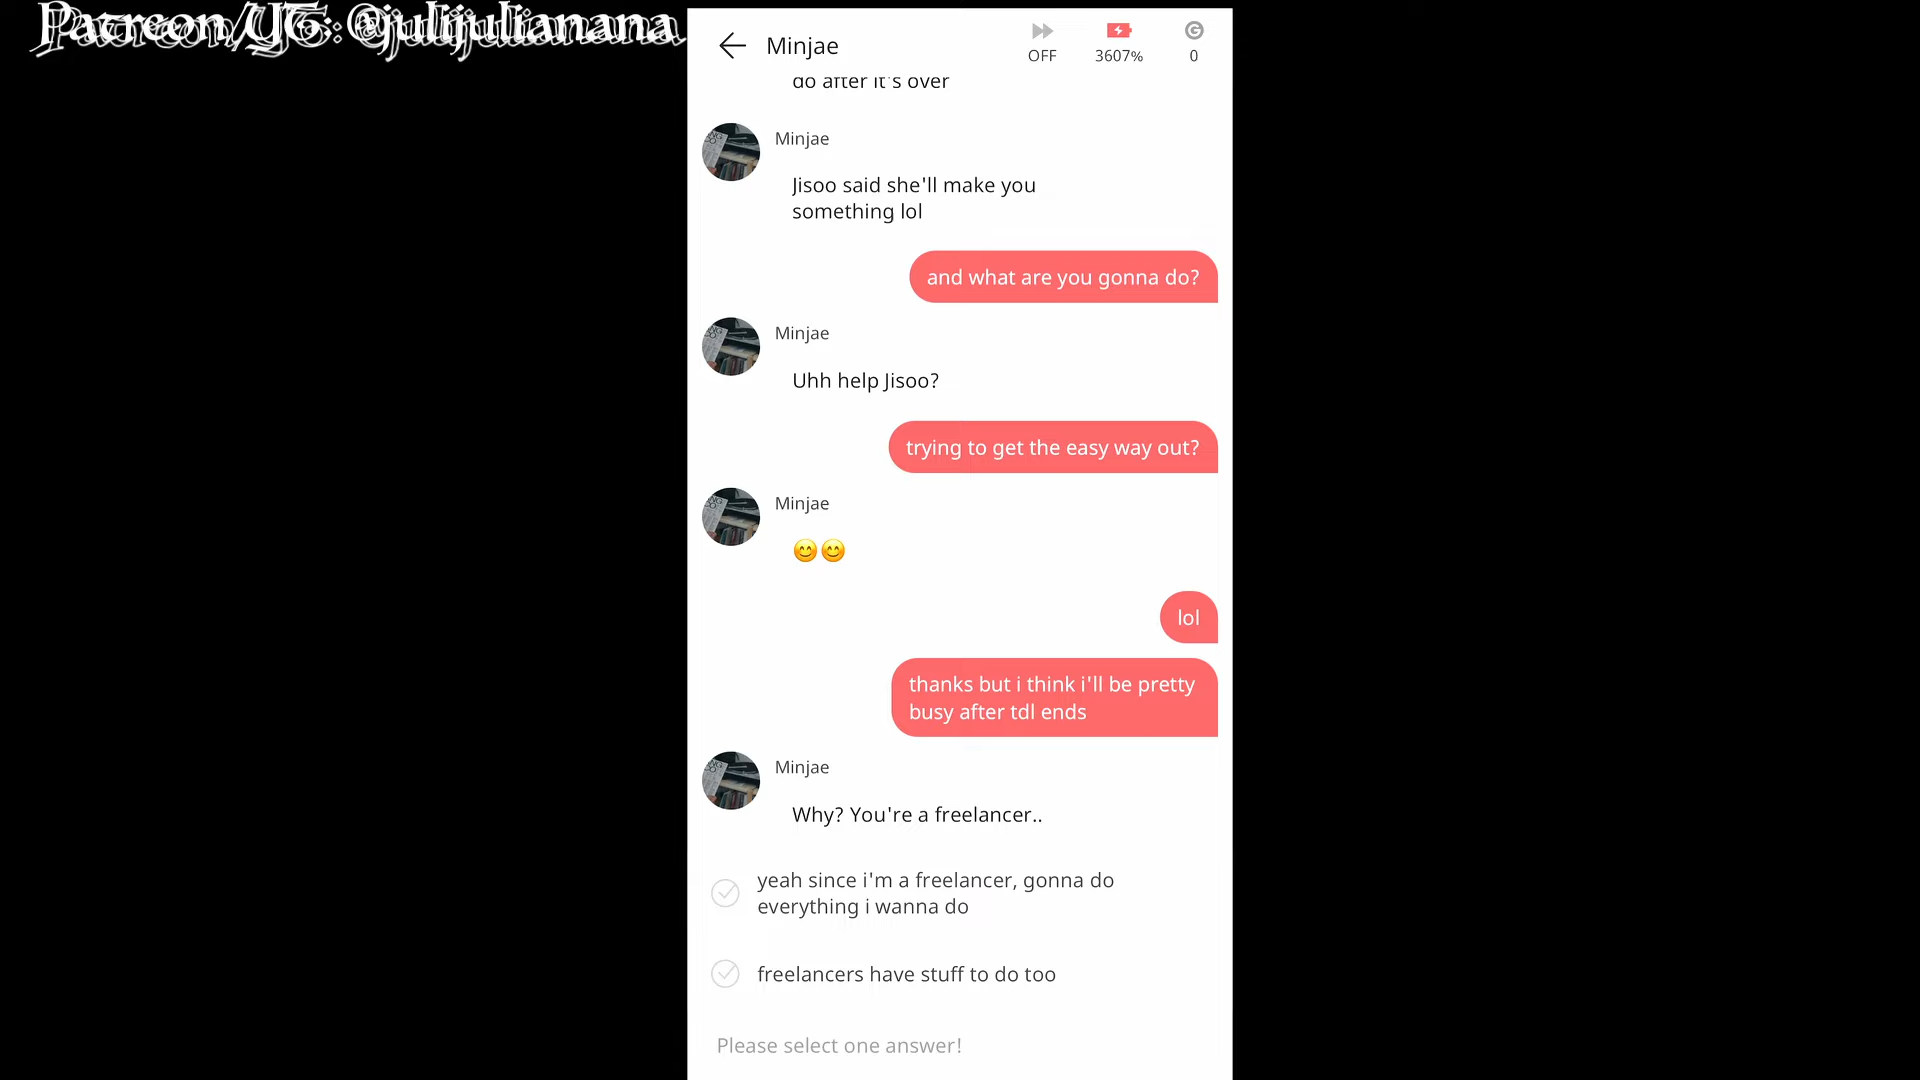 Patreon/YT: @julijulianana
Minjae
OFF
3607%
0
do after it's over
Minjae
Jisoo said she'll make you
something lol
and what are you gonna do?
Minjae
Uhh help Jisoo?
trying to get the easy way out?
Minjae
😊😊
lol
thanks but i think i'll be pretty
busy after tdl ends
Minjae
Why? You're a freelancer..
yeah since i'm a freelancer, gonna do
everything i wanna do
freelancers have stuff to do too
Please select one answer!